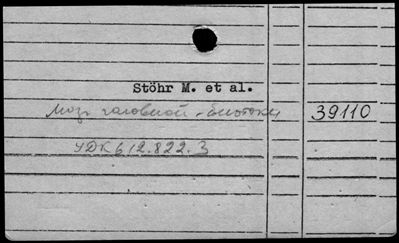 Stöhr M. et al.
Мозг головной - биотоки 39110
УДК 612.822.3